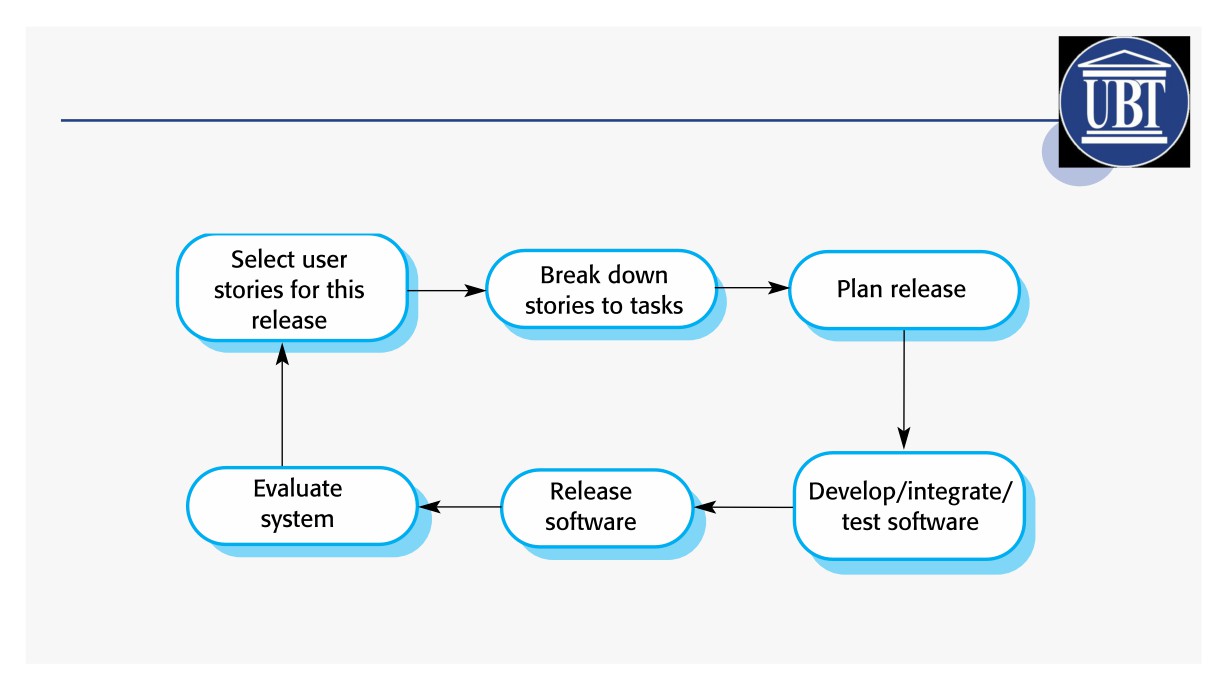 UBT
Select user
stories for this
release
Break down
stories to tasks
Plan release
Evaluate
system
Release
software
Develop/integrate/
test software